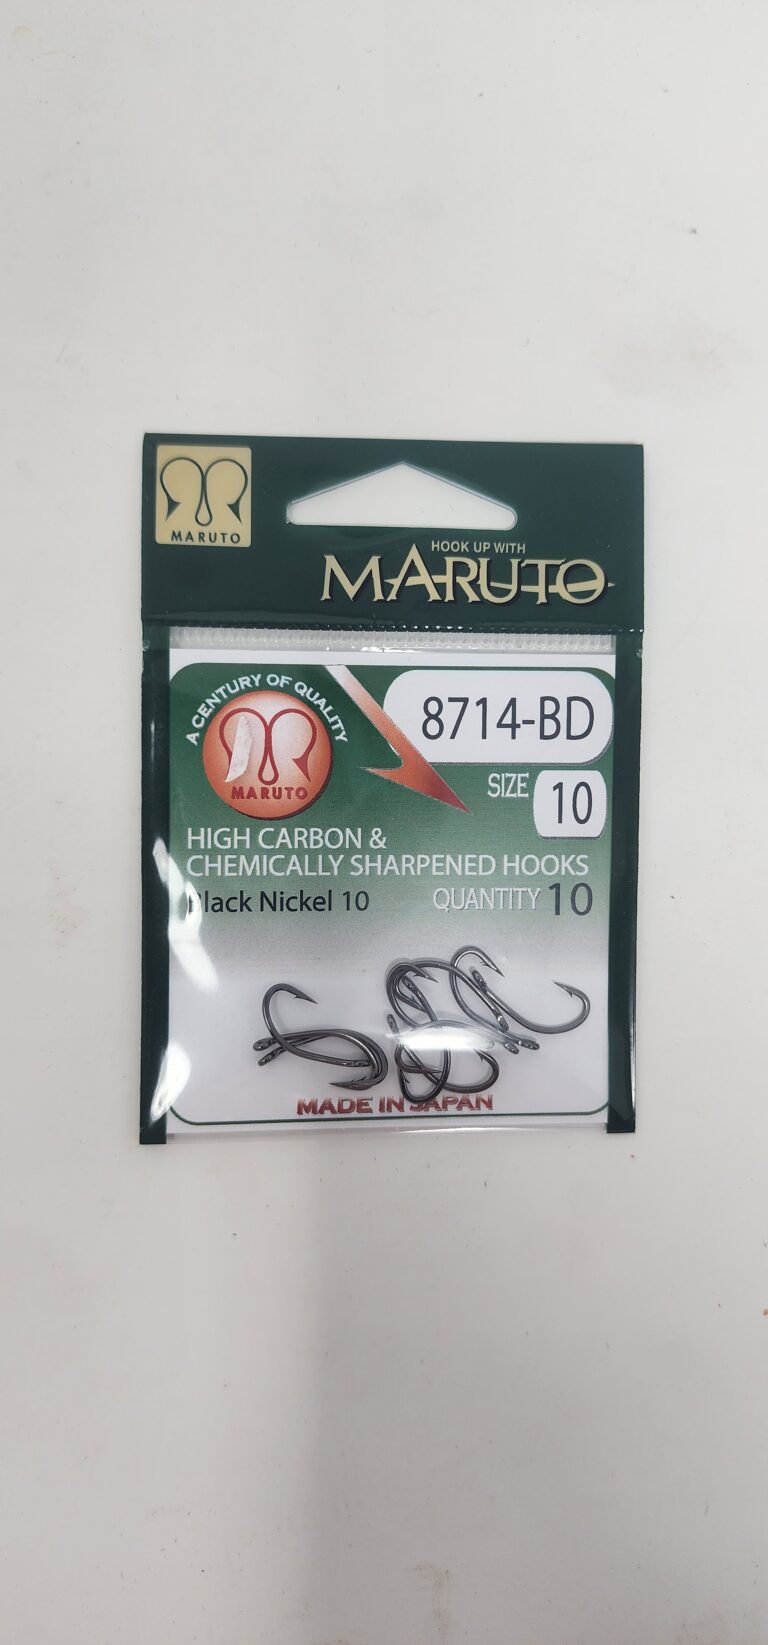 MARUTO
HOOK UP WITH
MARUTO
A CENTURY OF QUALITY
MARUTO
8714-BD
SIZE 10
HIGH CARBON &
CHEMICALLY SHARPENED HOOKS
Black Nickel 10 QUANTITY 10
MADE IN JAPAN